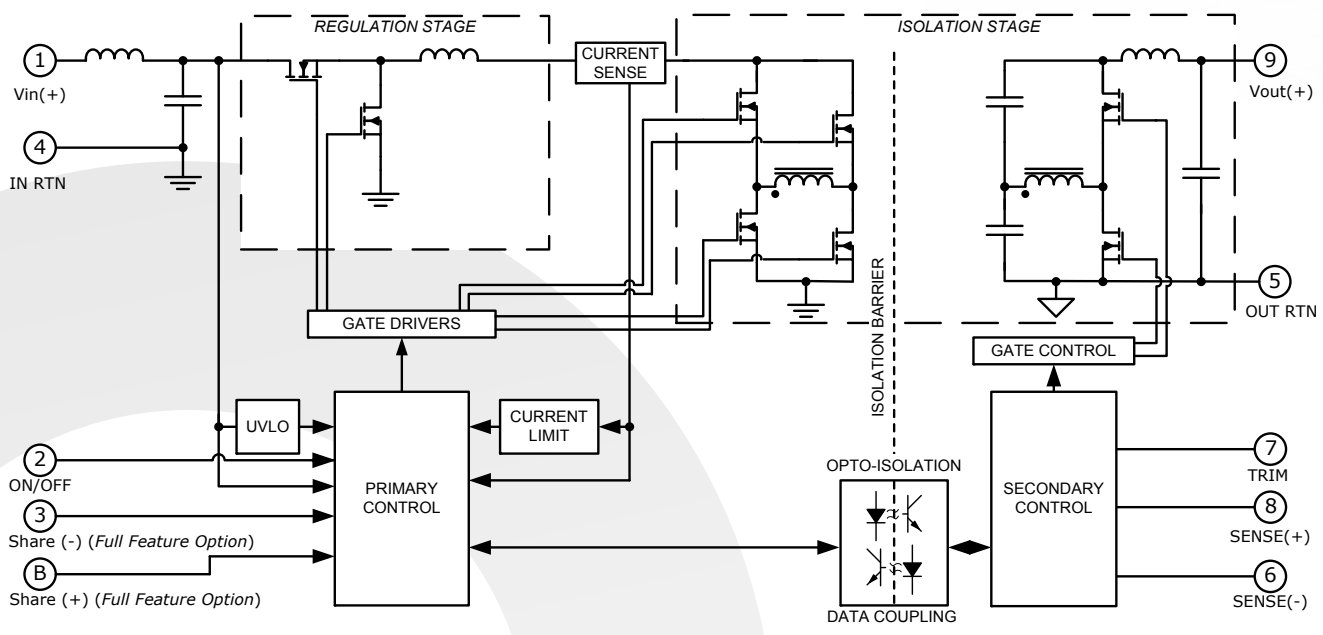 REGULATION STAGE
ISOLATION STAGE
1
Vin(+)
CURRENT
SENSE
9
Vout(+)
4
IN RTN
5
OUT RTN
GATE DRIVERS
ISOLATION BARRIER
GATE CONTROL
UVLO
CURRENT
LIMIT
2
ON/OFF
PRIMARY
CONTROL
OPTO-ISOLATION
SECONDARY
CONTROL
7
TRIM
3
Share (-) (Full Feature Option)
8
SENSE(+)
B
Share (+) (Full Feature Option)
6
SENSE(-)
DATA COUPLING